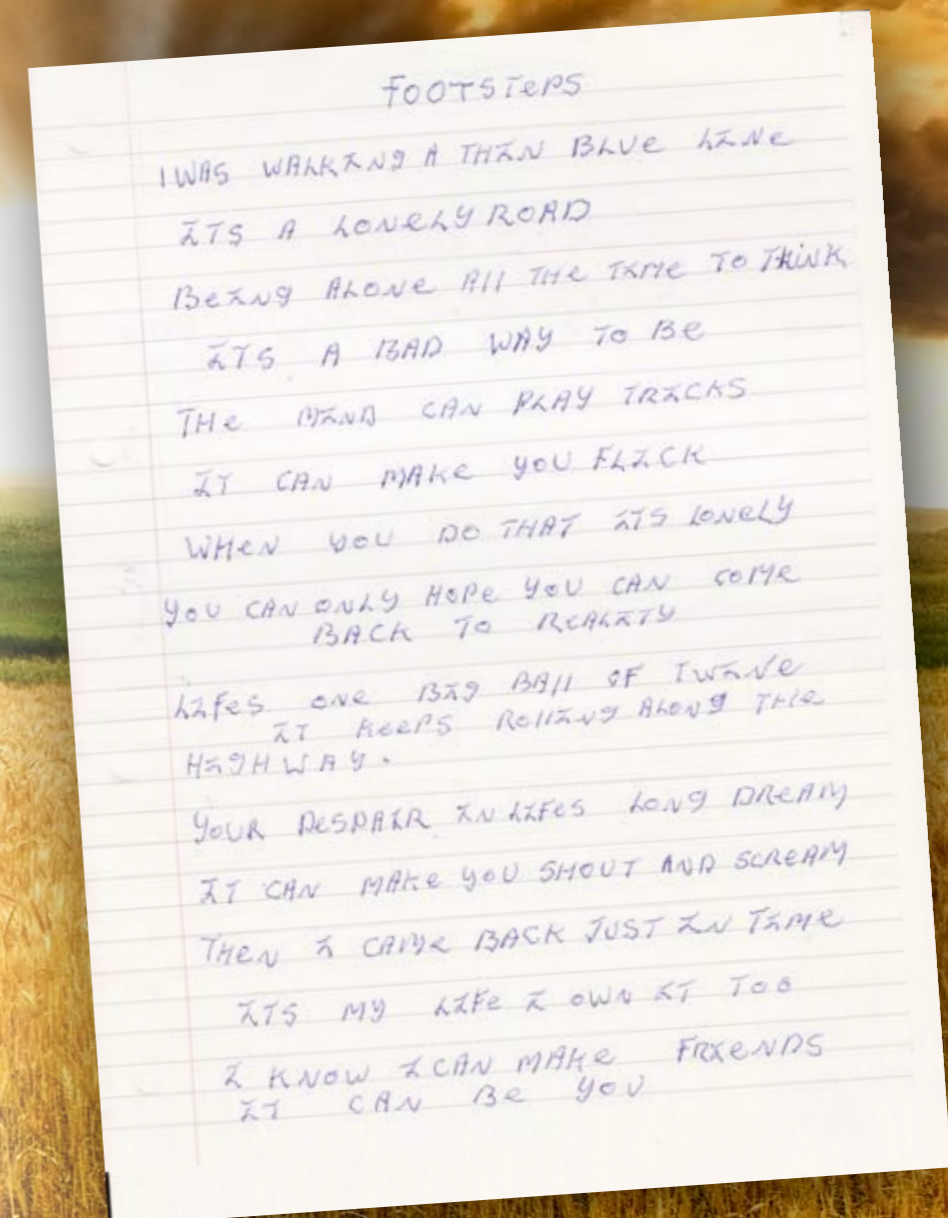 FOOTSTePS
I WAS WALKING A THIN BLUe LINe
ITS A LONeLY ROAD
BeINg ALONe All THe TIMe TO THiNK
ITS A BAD WAY TO Be
THe MIND CAN PLAY TRICKS
IT CAN MAKe yOU FLICK
WHeN yOU DO THAT ITS LONeLY
yOU CAN ONLY HOPe YOU CAN COMe
BACK TO ReALITY
LIFeS ONe BIg BAll OF TWINe
IT KeePS ROllINg ALONg THe
HIgHWAY.
YOUR DeSPAIR IN LIFeS LONg DReAM
IT CAN MAKe yOU SHOUT AND SCReAM
THeN I CAMe BACK JUST IN TIMe
ITS My LIFe I OWN IT TOO
I KNOW I CAN MAKe FRIeNDS
IT CAN Be yOU